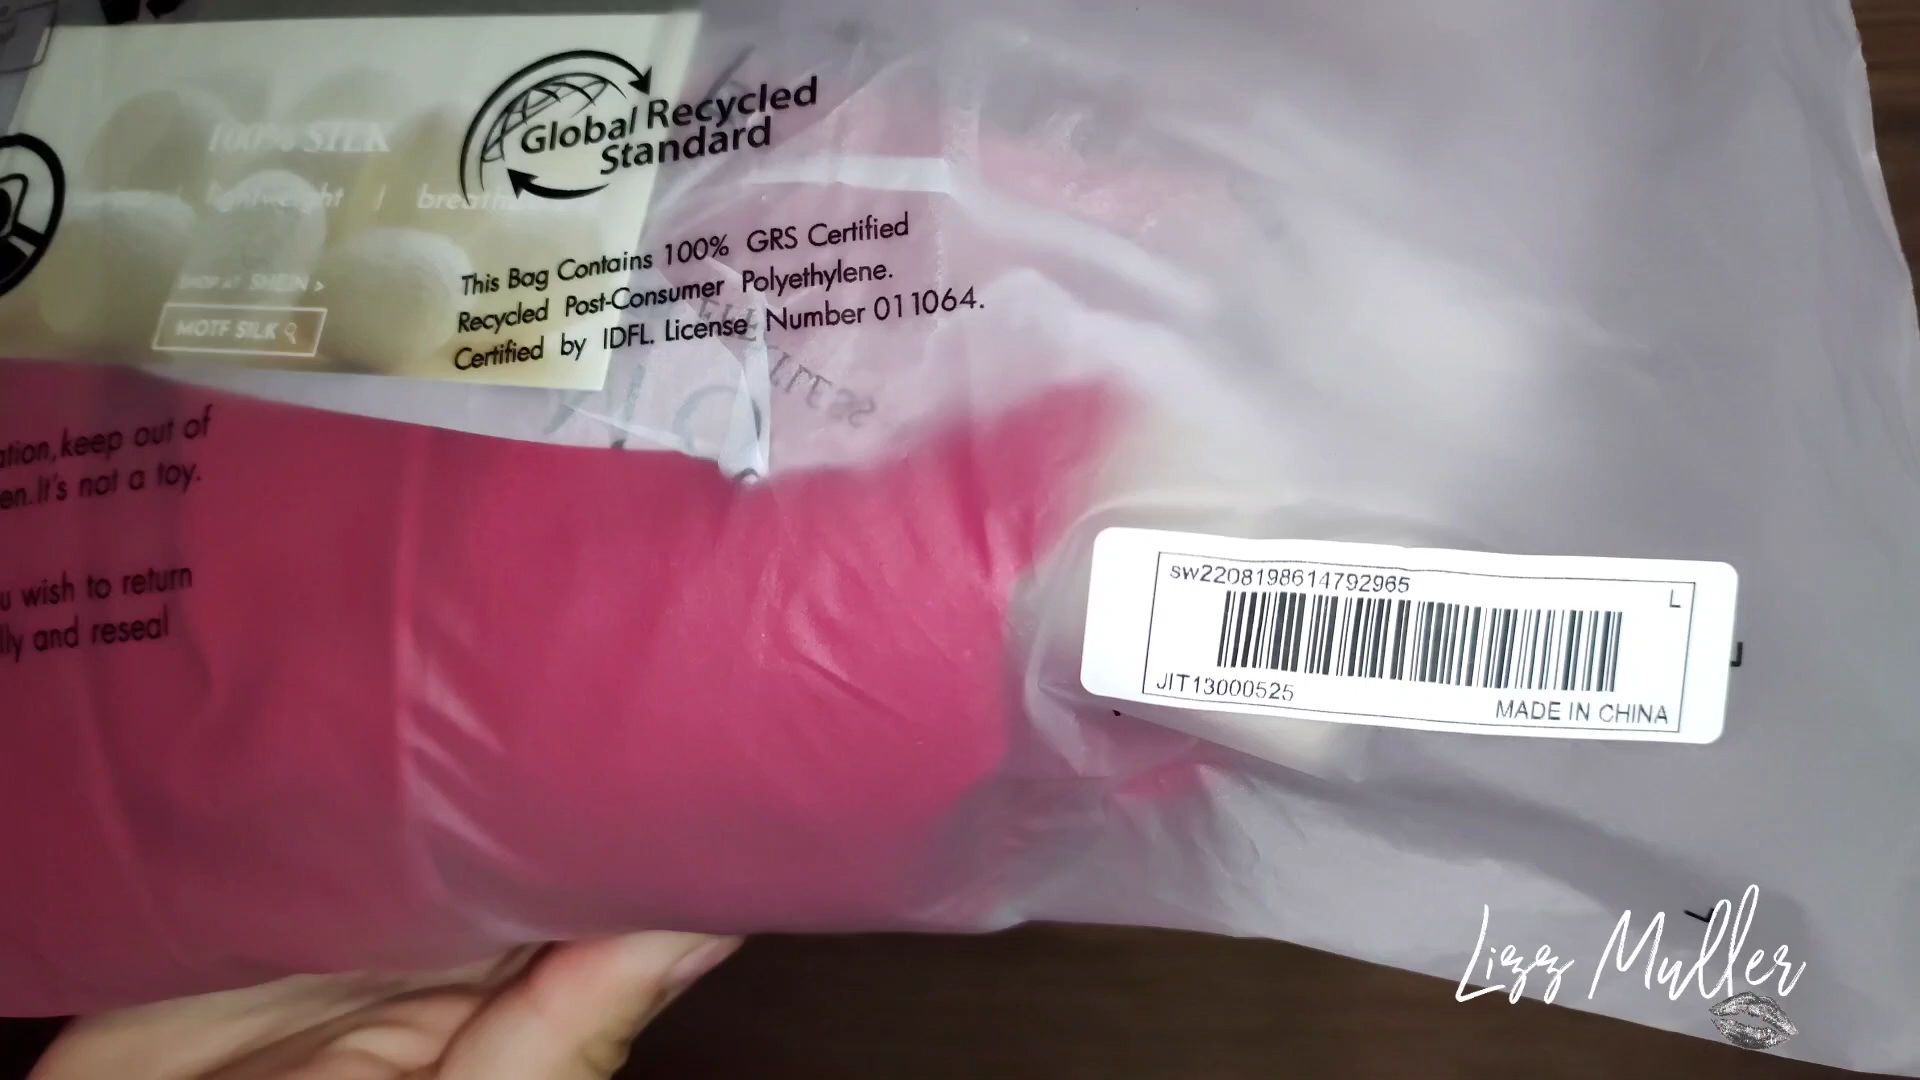 100% SILK
lightweight | breath
SHOP AT SHEIN >
MOTF SILK
Global Recycled
Standard
This Bag Contains 100% GRS Certified
Recycled Post-Consumer Polyethylene.
Certified by IDFL. License Number 011064.
ation, keep out of
en. It's not a toy.
u wish to return
lly and reseal
sw2208198614792965
L
JIT13000525
MADE IN CHINA
Lizz Muller